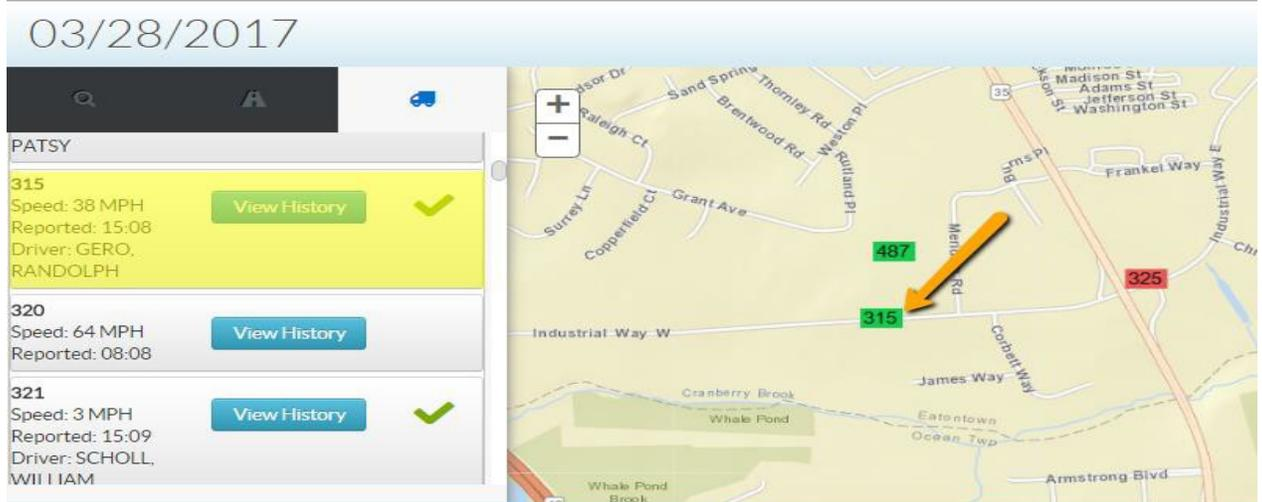 03/28/2017
PATSY
315
Speed: 38 MPH
View History
Reported: 15:08
Driver: GERO,
RANDOLPH
320
Speed: 64 MPH
View History
Reported: 08:08
321
Speed: 3 MPH
View History
Reported: 15:09
Driver: SCHOLL,
WILLIAM
+
−
Raleigh Ct
Sand Spring
Thornley Rd
Brentwood Rd
Weston Pl
Rutland Pl
Surrey Ln
Copperfield Ct
Grant Ave
35
Madison St
Adams St
Jefferson St
Washington St
Frankel Way
Industrial Way E
487
325
315
Industrial Way W
Corbett Way
James Way
Cranberry Brook
Whale Pond
Eatontown
Ocean Twp
Armstrong Blvd
Whale Pond
Brook